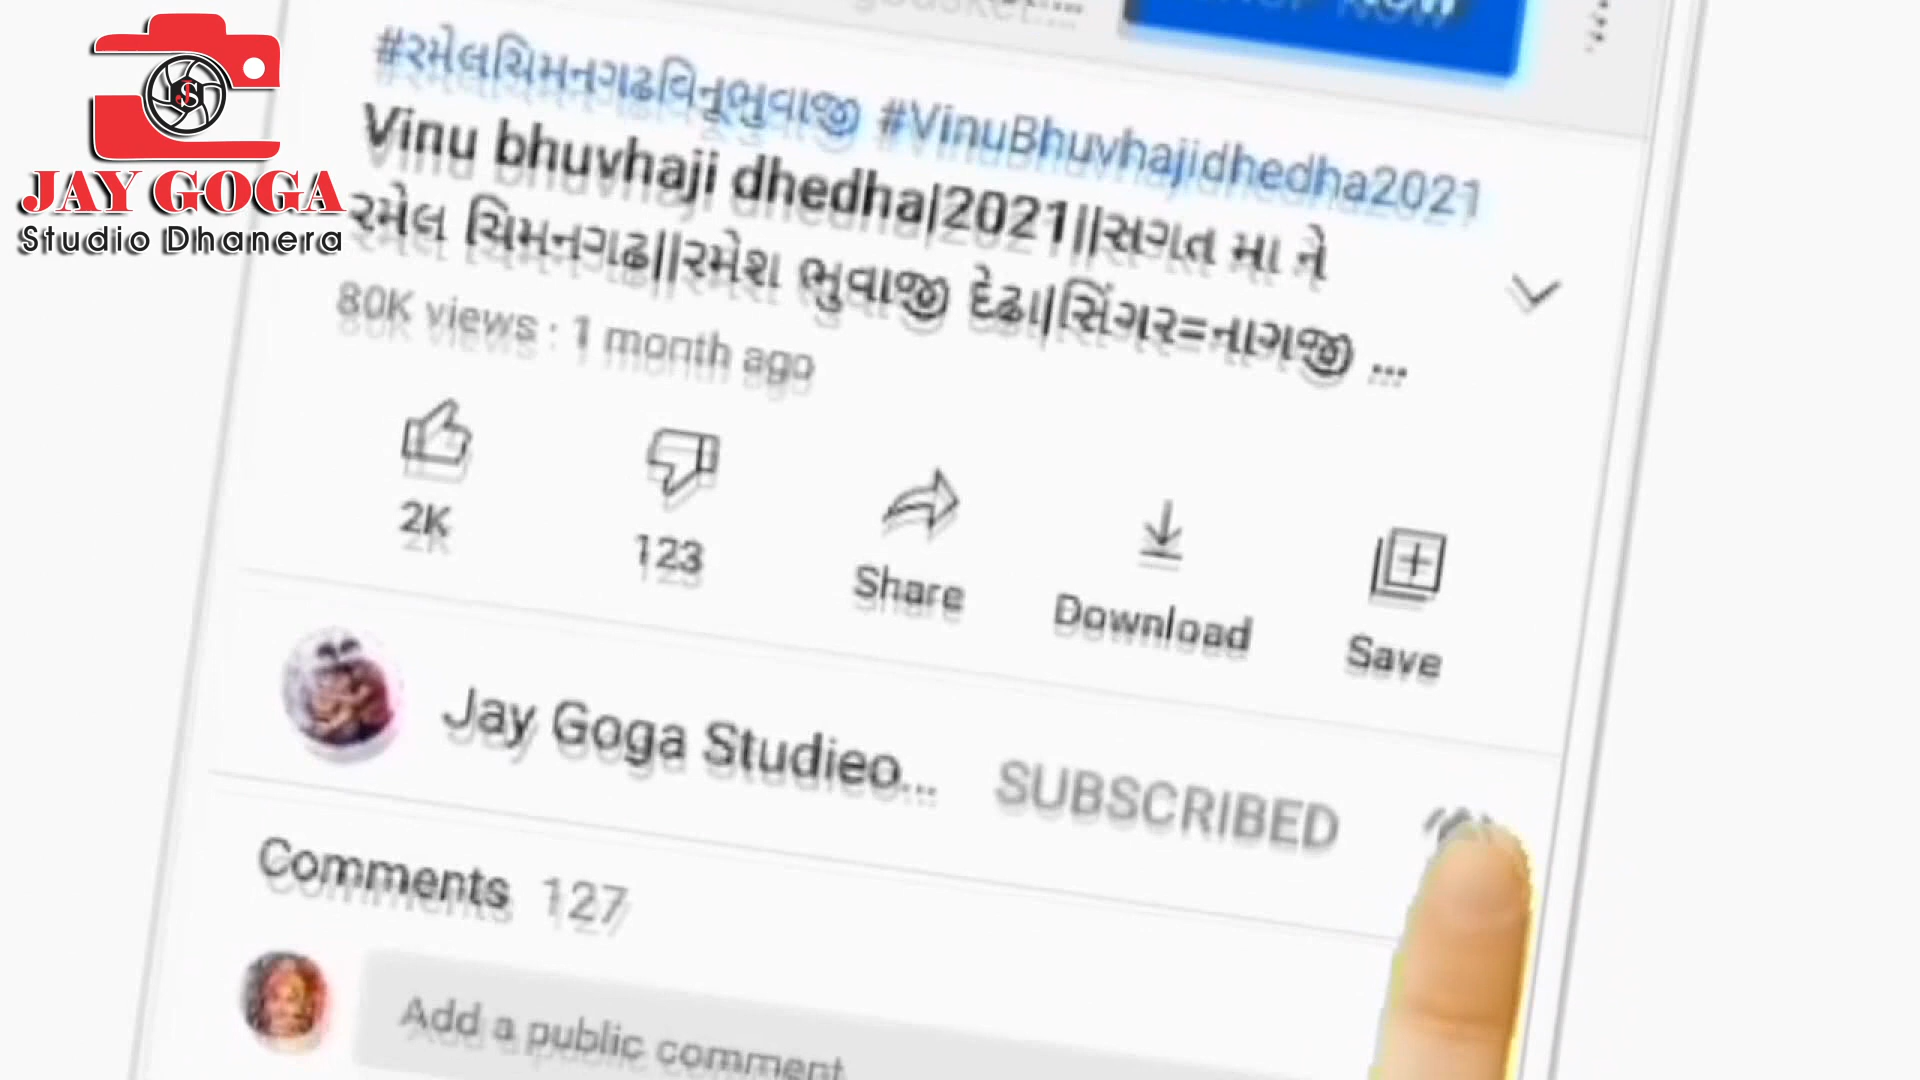 JAY GOGA
Studio Dhanera
#રમેલચિમનગઢવિનૂભુવાજી #VinuBhuvhajidhedha2021
Vinu bhuvhaji dhedha|2021||સગત મા ને
રમેલ ચિમનગઢ||રમેશ ભુવાજી દેઢા|સિંગર=નાગજી ...
80K views · 1 month ago
2K
123
Share
Download
Save
Jay Goga Studieo...
SUBSCRIBED
Comments 127
Add a public comment